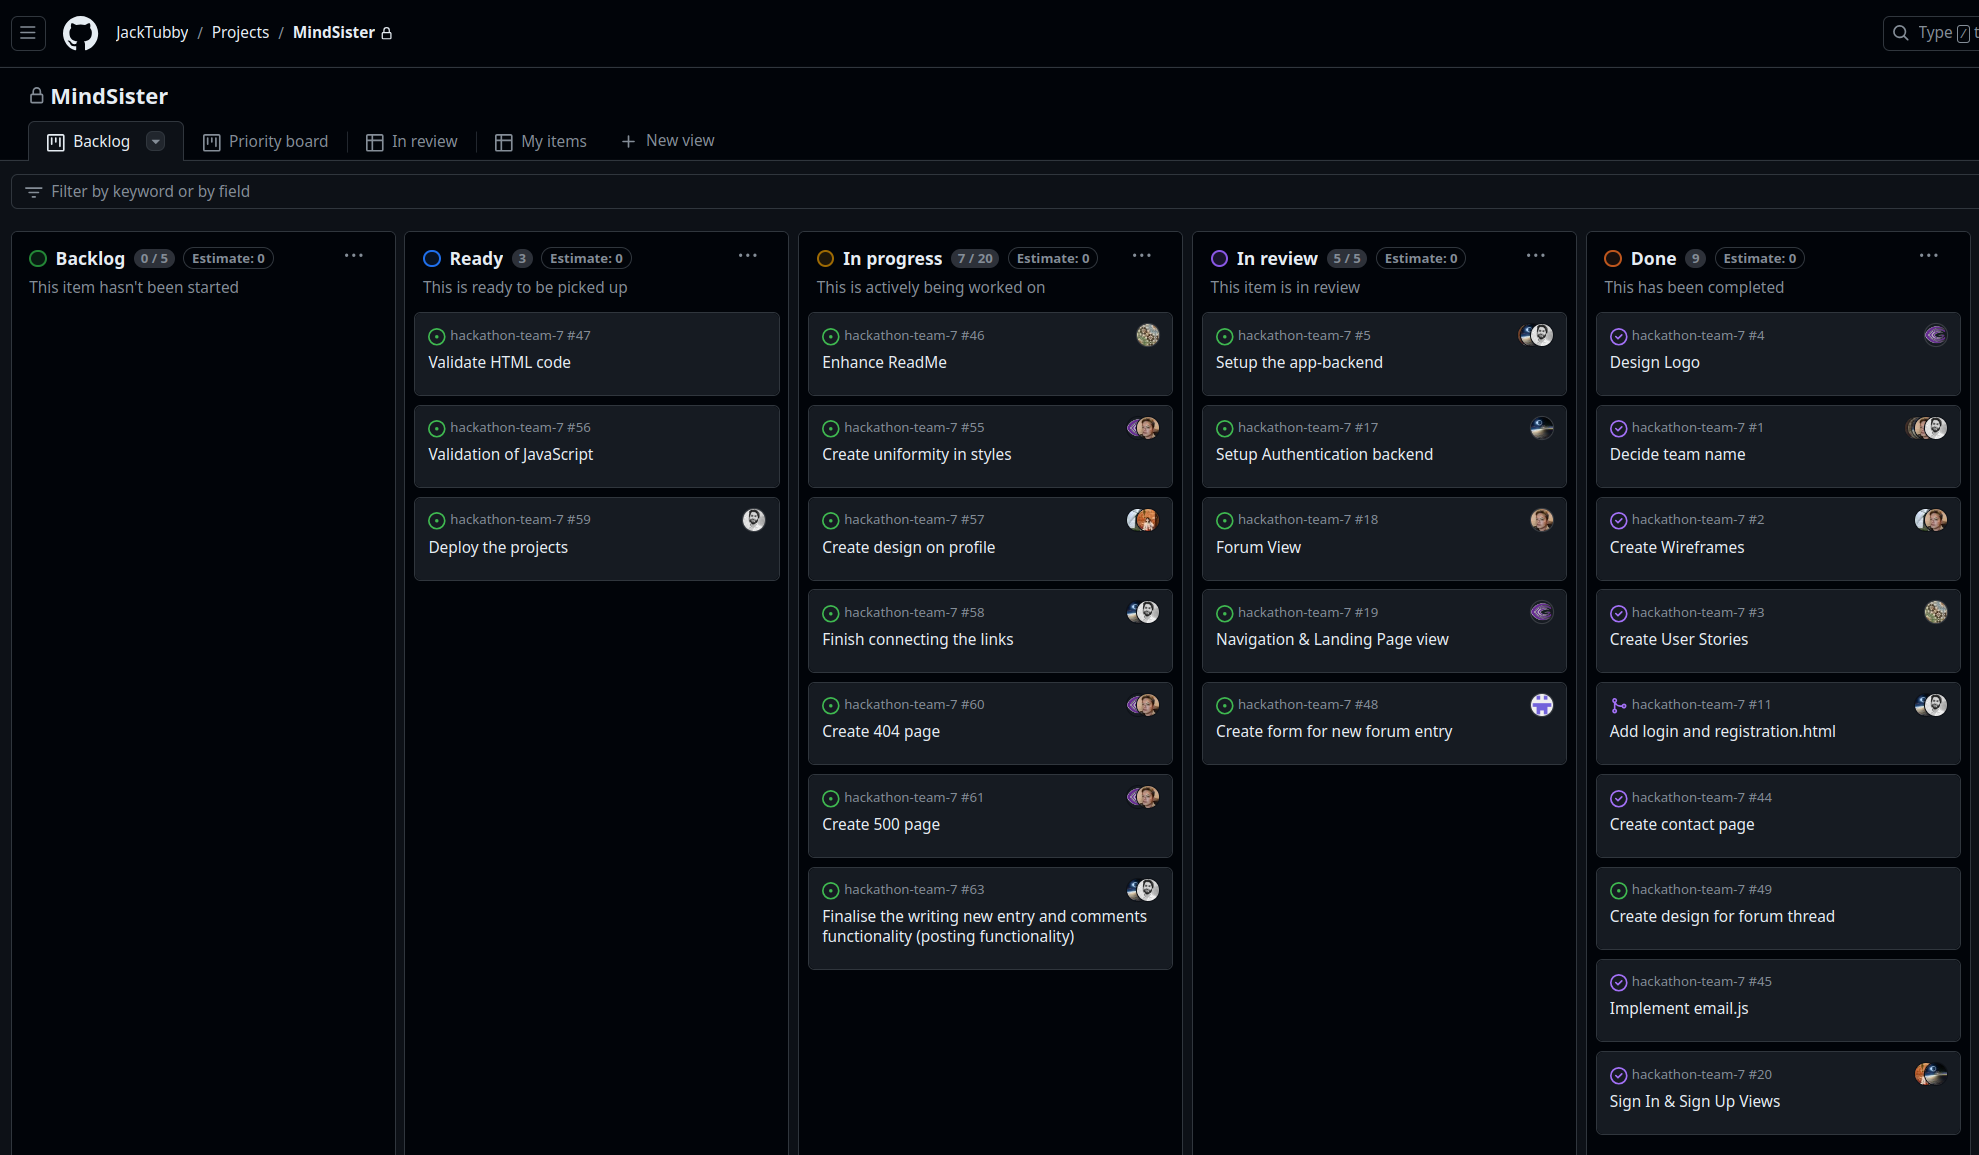 JackTubby / Projects / MindSister
Type / t
MindSister
Backlog
Priority board
In review
My items
New view
Filter by keyword or by field
Backlog 0 / 5 Estimate: 0
This item hasn't been started
Ready 3 Estimate: 0
This is ready to be picked up
hackathon-team-7 #47
Validate HTML code
hackathon-team-7 #56
Validation of JavaScript
hackathon-team-7 #59
Deploy the projects
In progress 7 / 20 Estimate: 0
This is actively being worked on
hackathon-team-7 #46
Enhance ReadMe
hackathon-team-7 #55
Create uniformity in styles
hackathon-team-7 #57
Create design on profile
hackathon-team-7 #58
Finish connecting the links
hackathon-team-7 #60
Create 404 page
hackathon-team-7 #61
Create 500 page
hackathon-team-7 #63
Finalise the writing new entry and comments
functionality (posting functionality)
In review 5 / 5 Estimate: 0
This item is in review
hackathon-team-7 #5
Setup the app-backend
hackathon-team-7 #17
Setup Authentication backend
hackathon-team-7 #18
Forum View
hackathon-team-7 #19
Navigation & Landing Page view
hackathon-team-7 #48
Create form for new forum entry
Done 9 Estimate: 0
This has been completed
hackathon-team-7 #4
Design Logo
hackathon-team-7 #1
Decide team name
hackathon-team-7 #2
Create Wireframes
hackathon-team-7 #3
Create User Stories
hackathon-team-7 #11
Add login and registration.html
hackathon-team-7 #44
Create contact page
hackathon-team-7 #49
Create design for forum thread
hackathon-team-7 #45
Implement email.js
hackathon-team-7 #20
Sign In & Sign Up Views